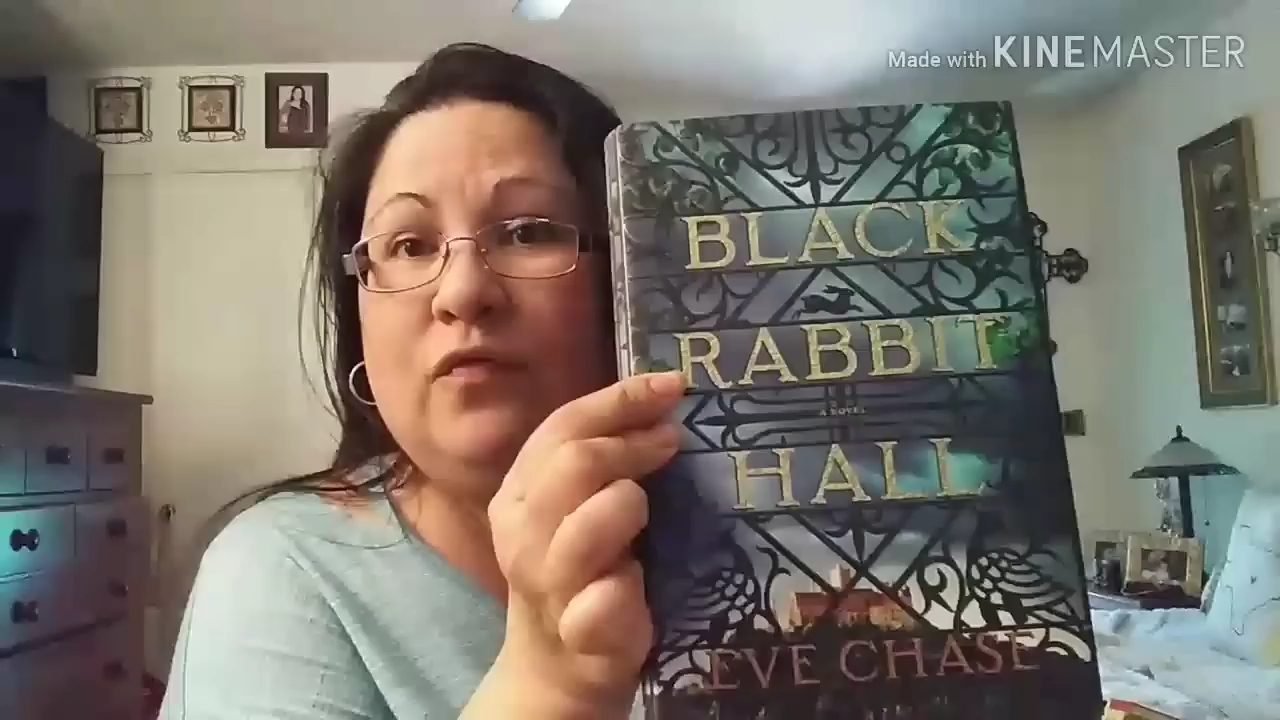 Made with KINEMASTER
BLACK
RABBIT
A NOVEL
HALL
EVE CHASE